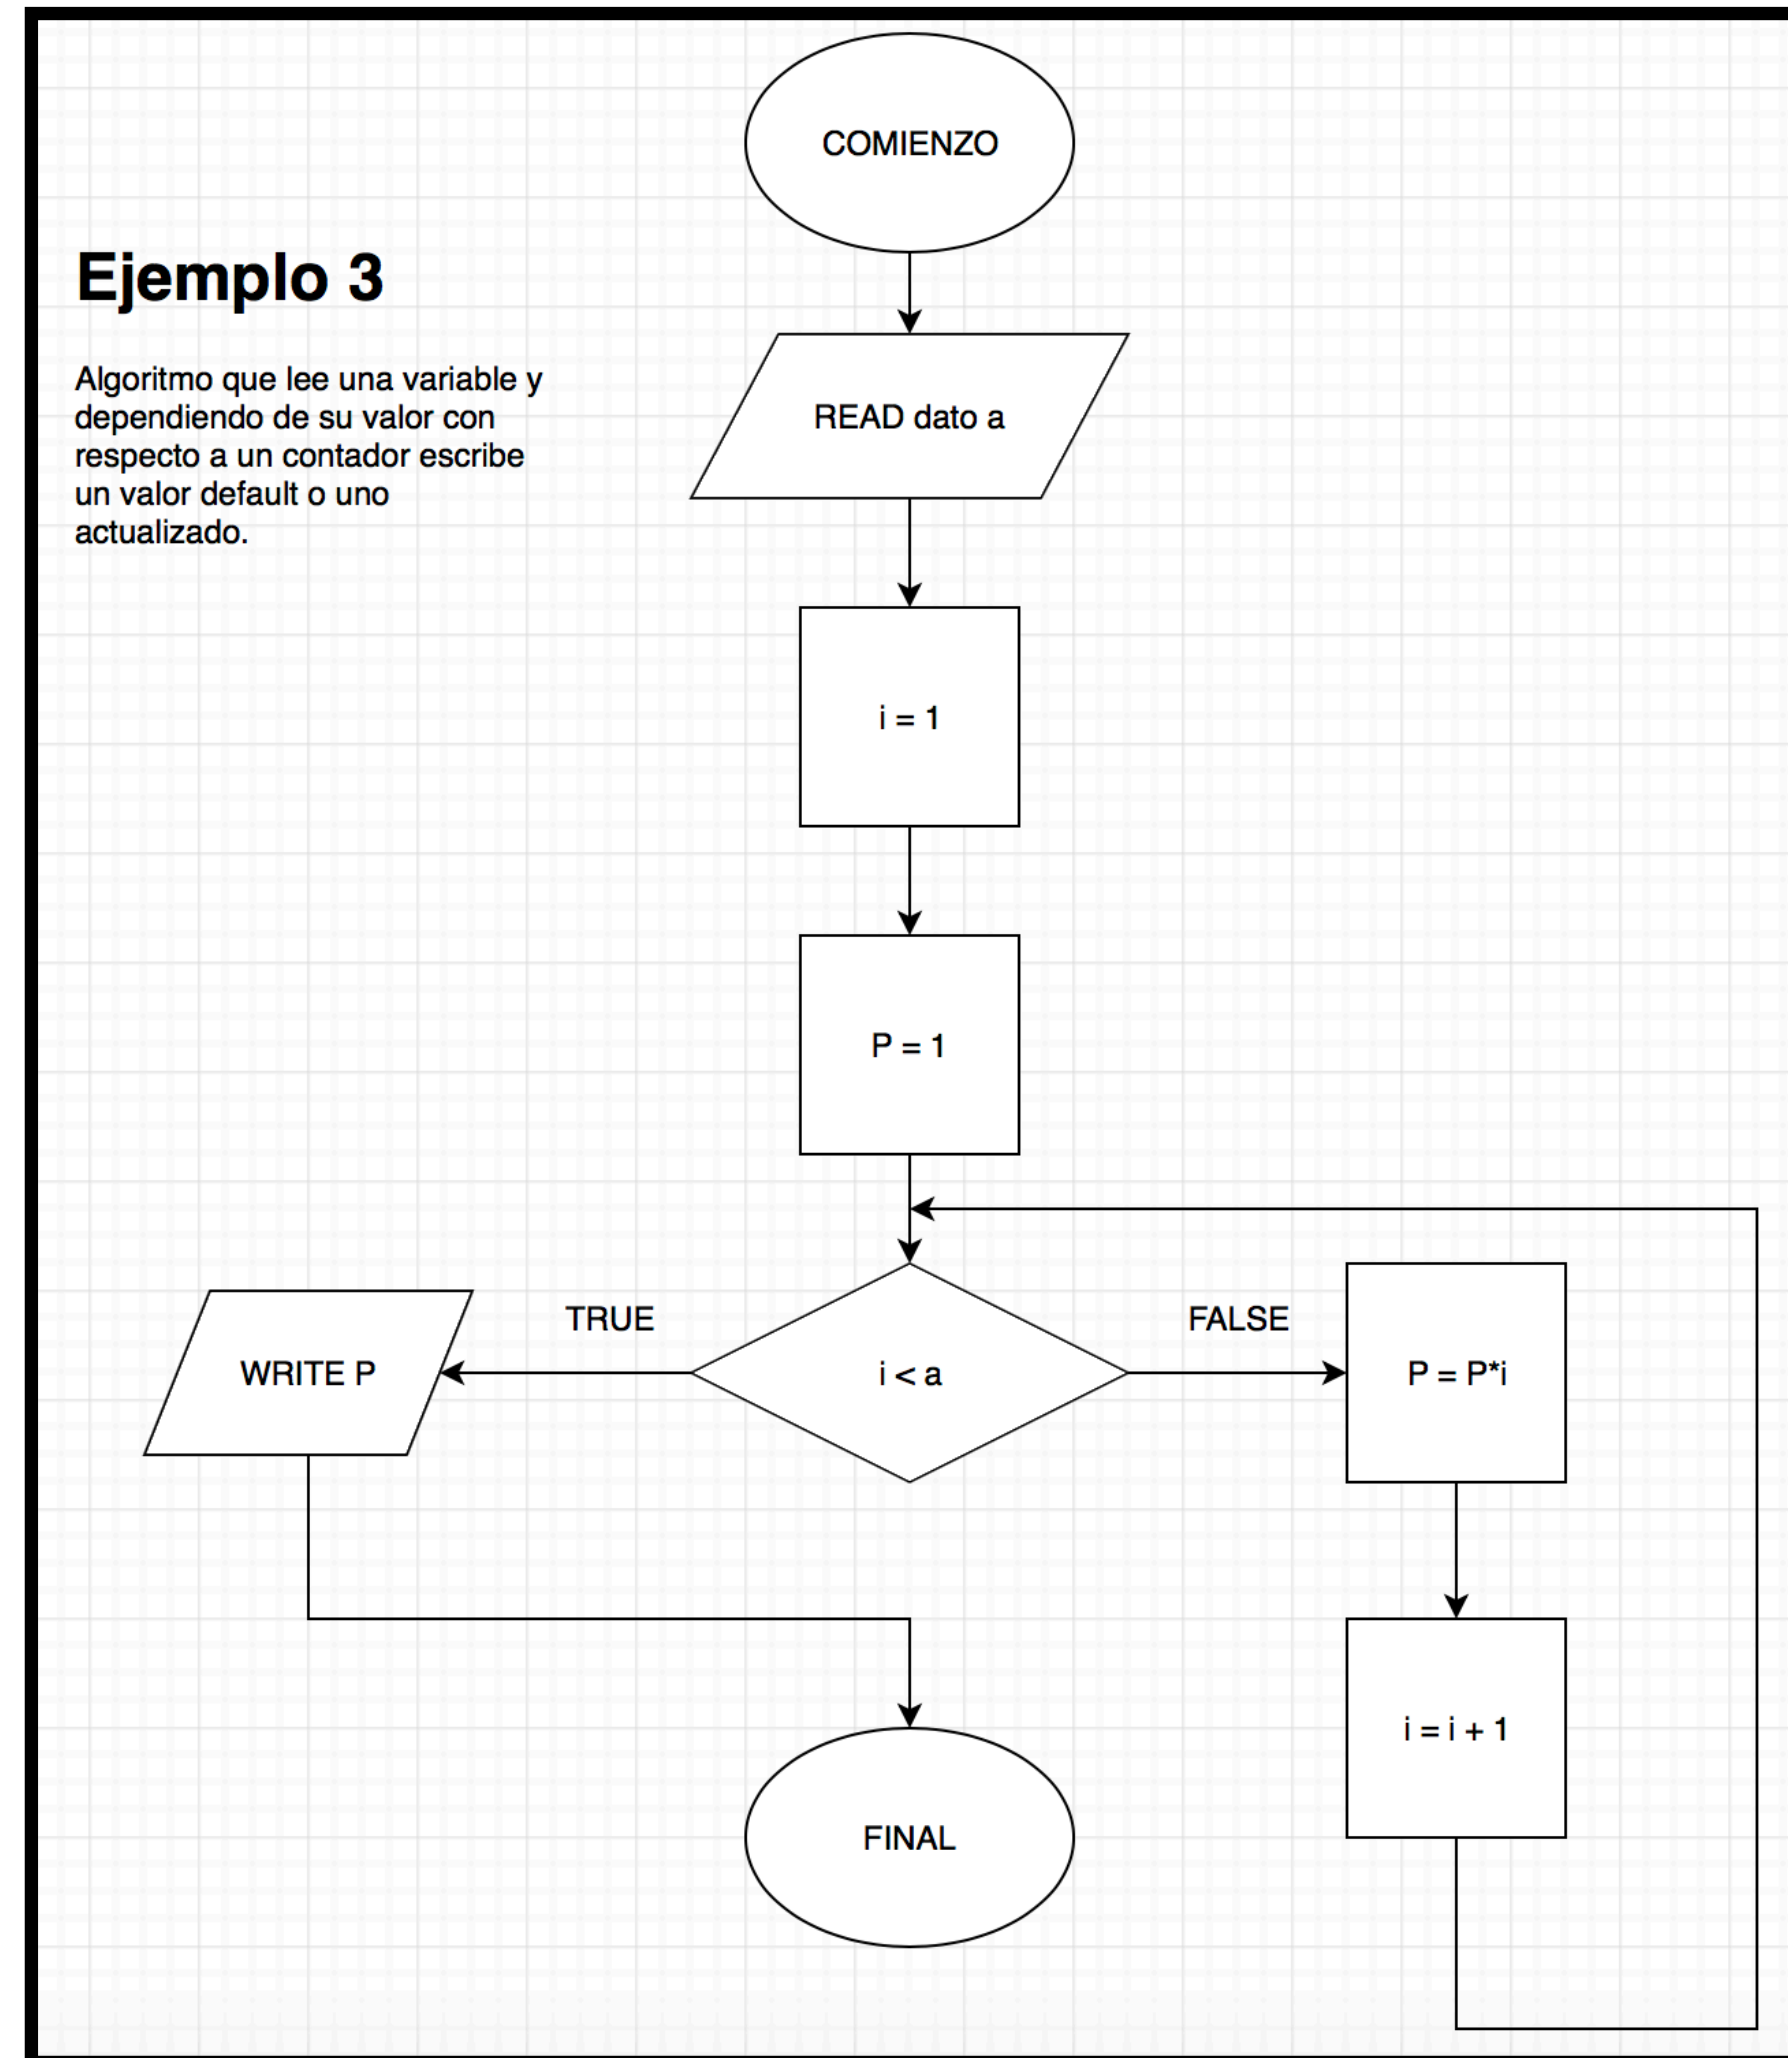 COMIENZO
Ejemplo 3
Algoritmo que lee una variable y
dependiendo de su valor con
respecto a un contador escribe
un valor default o uno
actualizado.
READ dato a
i = 1
P = 1
TRUE
FALSE
WRITE P
i < a
P = P*i
i = i + 1
FINAL